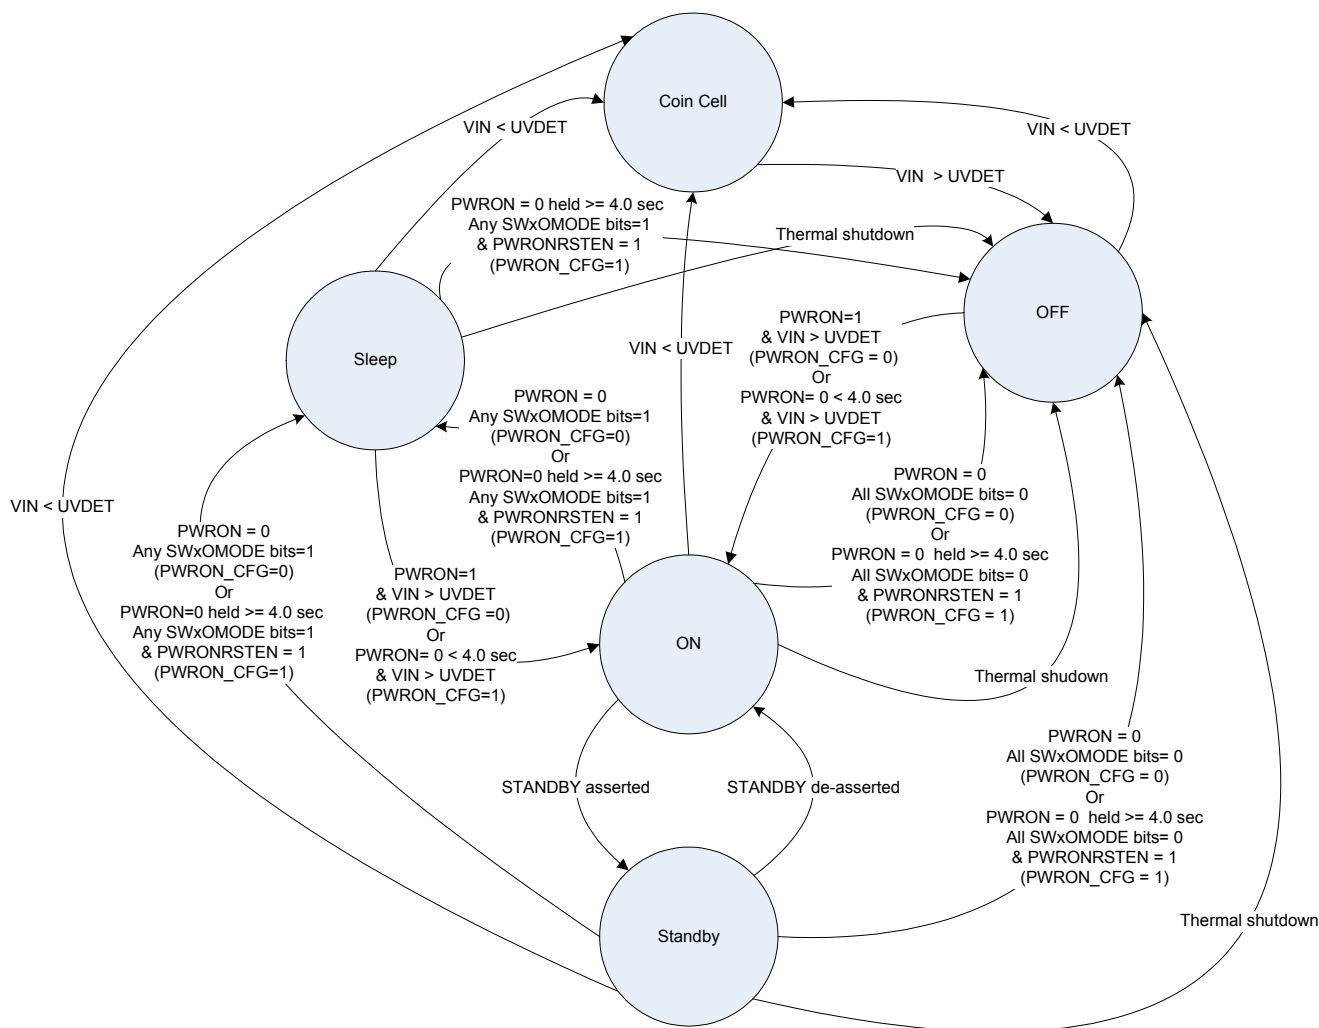 Coin Cell
VIN < UVDET
VIN < UVDET
VIN  > UVDET
PWRON = 0 held >= 4.0 sec
Any SWxOMODE bits=1
& PWRONRSTEN = 1
(PWRON_CFG=1)
Thermal shutdown
OFF
PWRON=1
& VIN > UVDET
(PWRON_CFG = 0)
Or
PWRON= 0 < 4.0 sec
& VIN > UVDET
(PWRON_CFG=1)
VIN < UVDET
Sleep
PWRON = 0
Any SWxOMODE bits=1
(PWRON_CFG=0)
Or
PWRON=0 held >= 4.0 sec
Any SWxOMODE bits=1
& PWRONRSTEN = 1
(PWRON_CFG=1)
PWRON = 0
All SWxOMODE bits= 0
(PWRON_CFG = 0)
Or
PWRON = 0  held >= 4.0 sec
All SWxOMODE bits= 0
& PWRONRSTEN = 1
(PWRON_CFG = 1)
VIN < UVDET
PWRON = 0
Any SWxOMODE bits=1
(PWRON_CFG=0)
Or
PWRON=0 held >= 4.0 sec
Any SWxOMODE bits=1
& PWRONRSTEN = 1
(PWRON_CFG=1)
PWRON=1
& VIN > UVDET
(PWRON_CFG =0)
Or
PWRON= 0 < 4.0 sec
& VIN > UVDET
(PWRON_CFG=1)
ON
Thermal shudown
STANDBY asserted
STANDBY de-asserted
PWRON = 0
All SWxOMODE bits= 0
(PWRON_CFG = 0)
Or
PWRON = 0  held >= 4.0 sec
All SWxOMODE bits= 0
& PWRONRSTEN = 1
(PWRON_CFG = 1)
Thermal shutdown
Standby